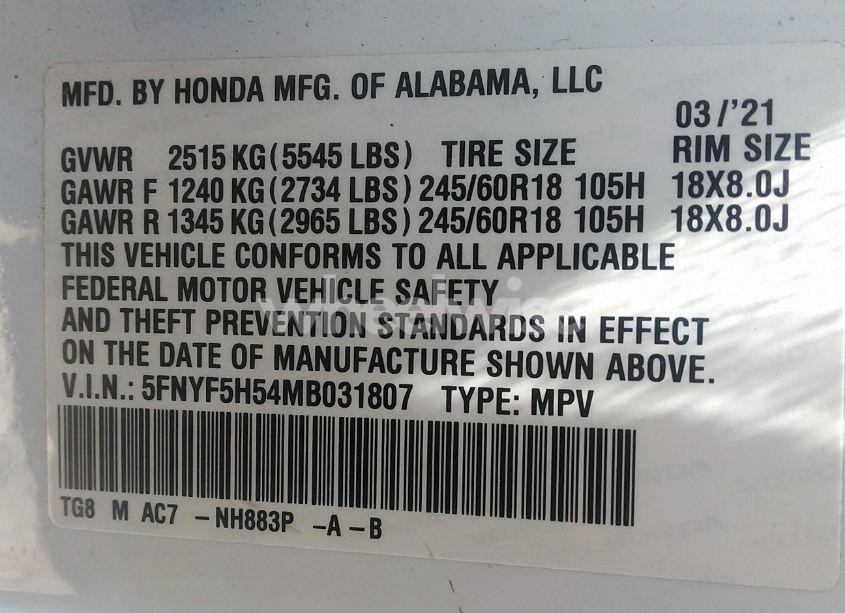 MFD. BY HONDA MFG. OF ALABAMA, LLC
03/'21
GVWR 2515 KG (5545 LBS) TIRE SIZE RIM SIZE
GAWR F 1240 KG (2734 LBS) 245/60R18 105H 18X8.0J
GAWR R 1345 KG (2965 LBS) 245/60R18 105H 18X8.0J
THIS VEHICLE CONFORMS TO ALL APPLICABLE
FEDERAL MOTOR VEHICLE SAFETY
AND THEFT PREVENTION STANDARDS IN EFFECT
ON THE DATE OF MANUFACTURE SHOWN ABOVE.
V.I.N.: 5FNYF5H54MB031807 TYPE: MPV
TG8 M AC7 -NH883P -A -B
wheelwise